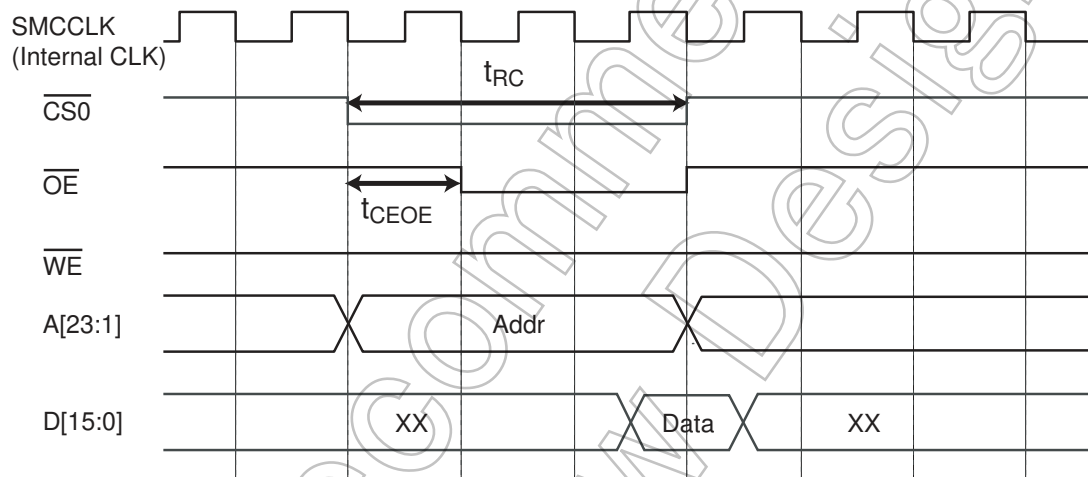 SMCCLK
(Internal CLK)
tRC
CS0
OE
tCEOE
WE
A[23:1]
Addr
D[15:0]
XX
Data
XX